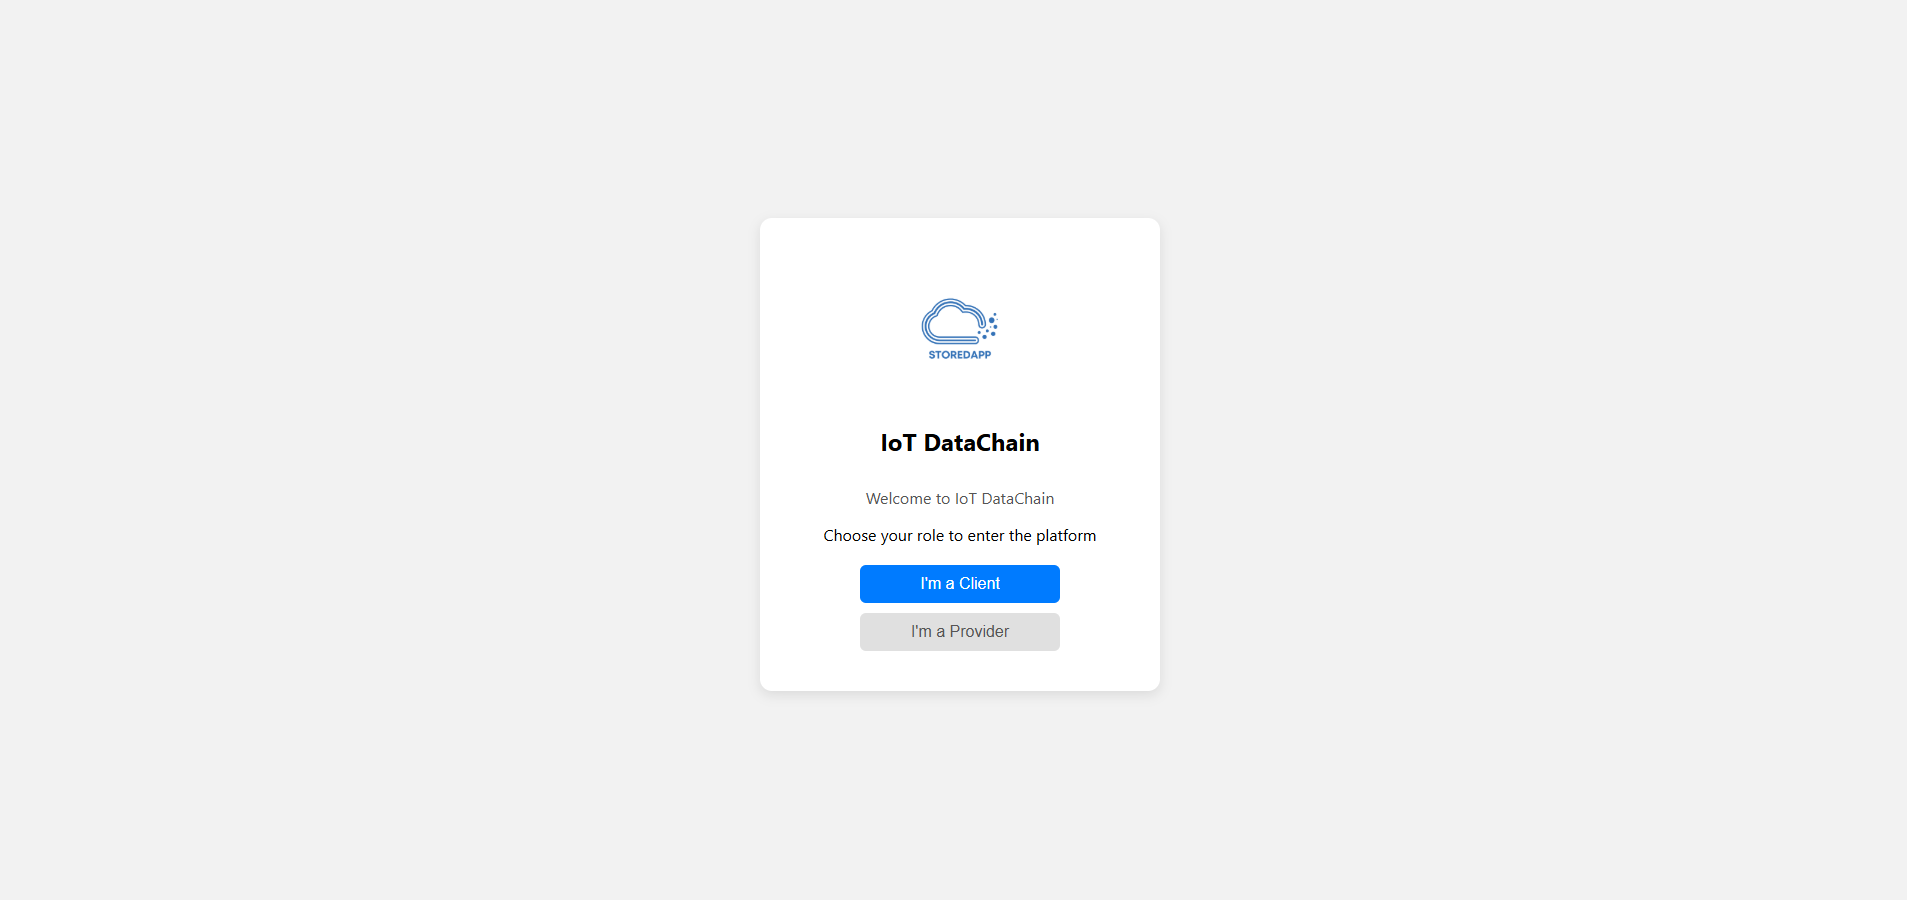 STOREDAPP
IoT DataChain
Welcome to IoT DataChain
Choose your role to enter the platform
I'm a Client
I'm a Provider